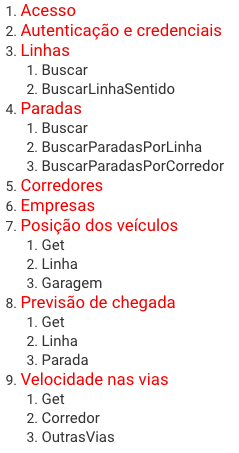 1. Acesso
2. Autenticação e credenciais
3. Linhas
1. Buscar
2. BuscarLinhaSentido
4. Paradas
1. Buscar
2. BuscarParadasPorLinha
3. BuscarParadasPorCorredor
5. Corredores
6. Empresas
7. Posição dos veículos
1. Get
2. Linha
3. Garagem
8. Previsão de chegada
1. Get
2. Linha
3. Parada
9. Velocidade nas vias
1. Get
2. Corredor
3. OutrasVias